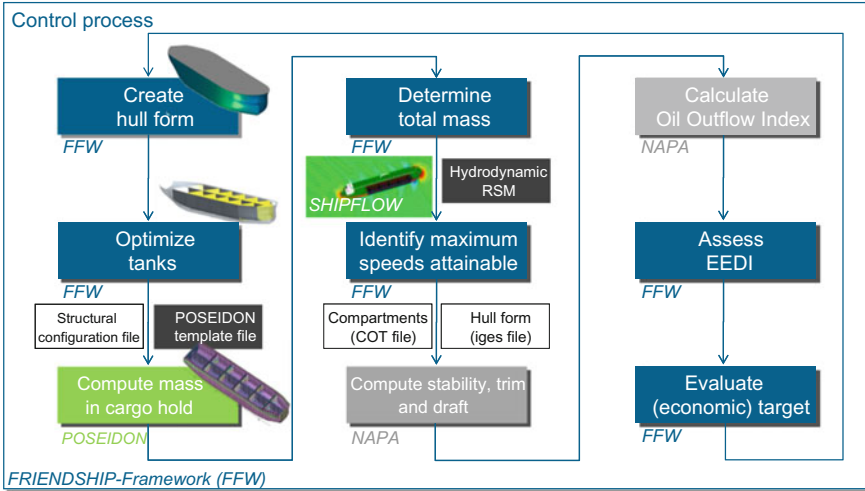 Control process
Create
hull form
FFW
Optimize
tanks
FFW
Structural
configuration file
POSEIDON
template file
Compute mass
in cargo hold
POSEIDON
Determine
total mass
FFW
SHIPFLOW
Hydrodynamic
RSM
Identify maximum
speeds attainable
FFW
Compartments
(COT file)
Hull form
(iges file)
Compute stability, trim
and draft
NAPA
Calculate
Oil Outflow Index
NAPA
Assess
EEDI
FFW
Evaluate
(economic) target
FFW
FRIENDSHIP-Framework (FFW)